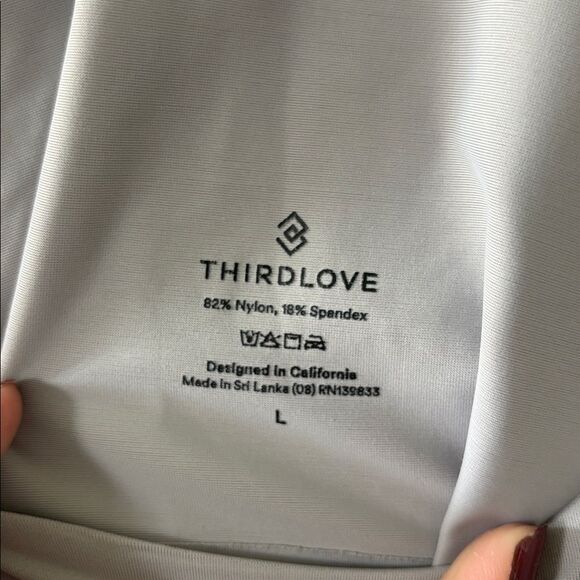 THIRDLOVE
82% Nylon, 18% Spandex
Designed in California
Made in Sri Lanka (08) RN139833
L